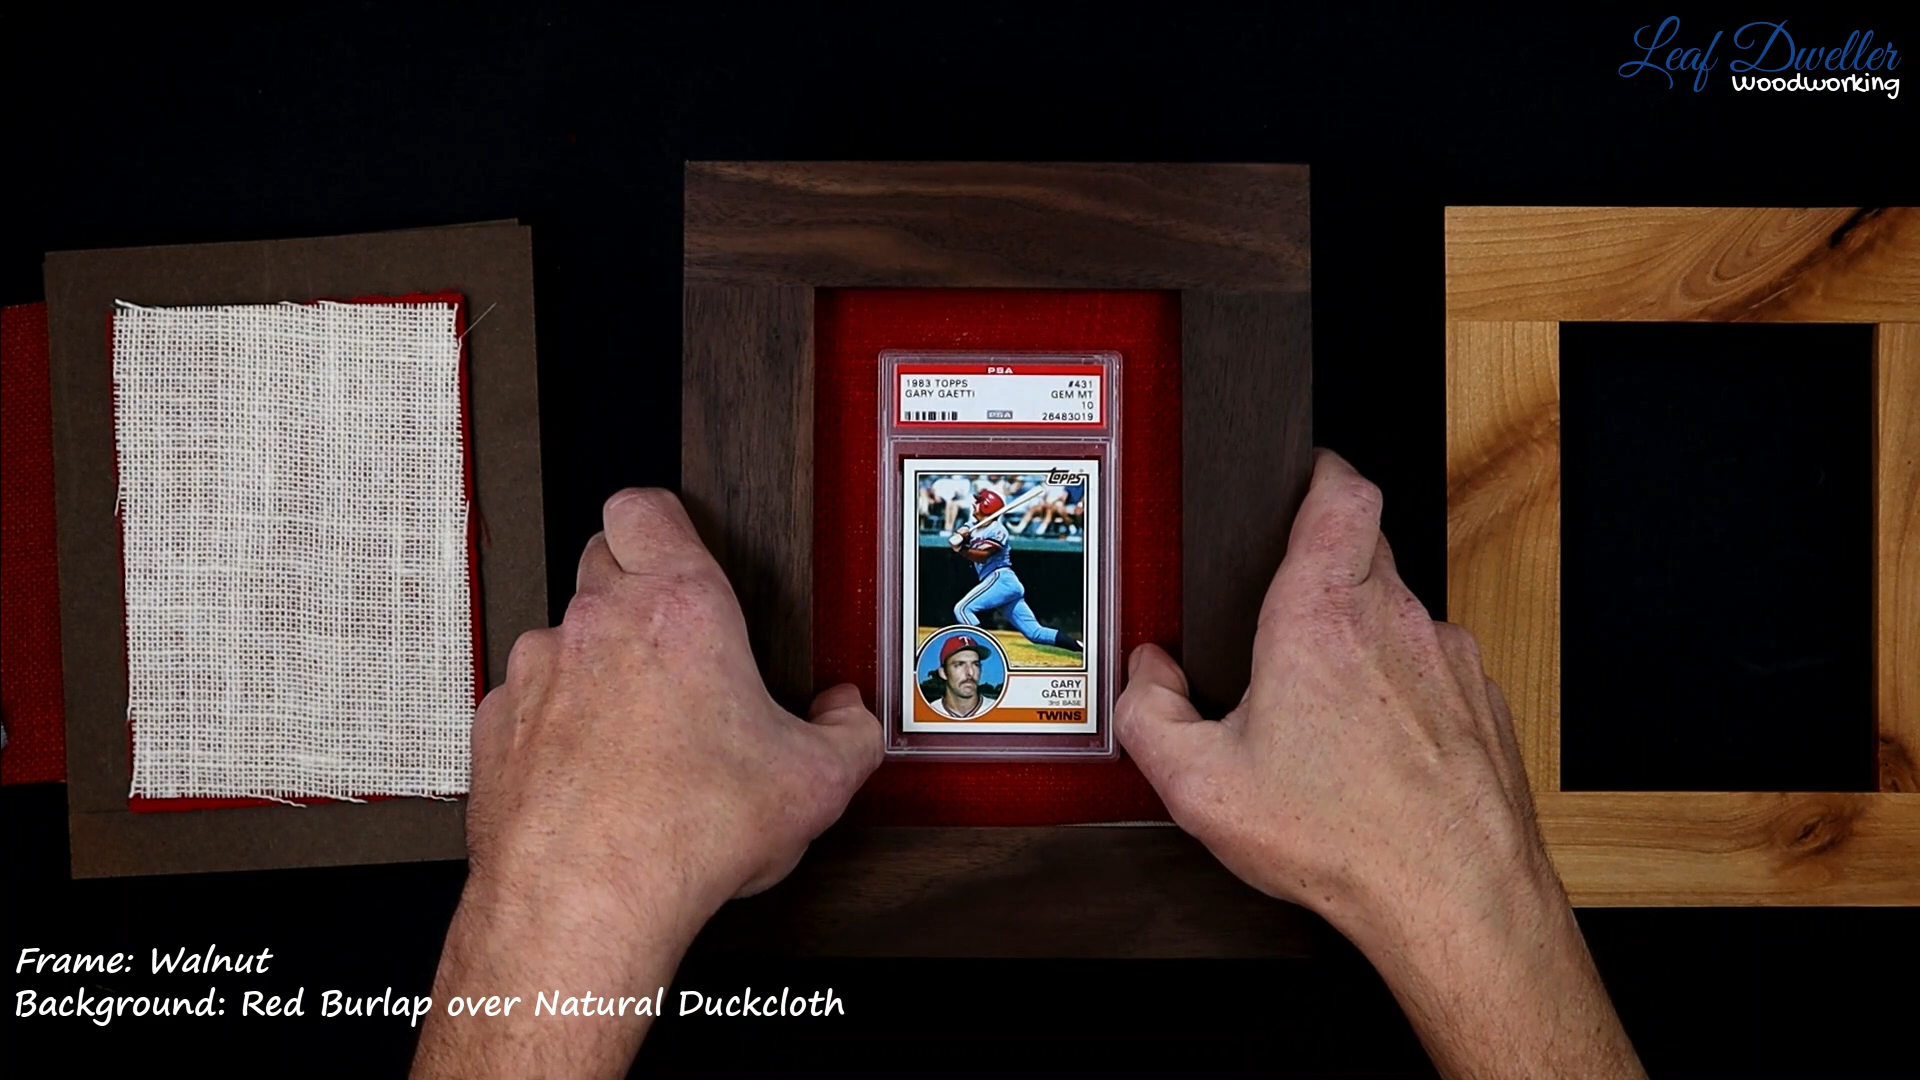 Leaf Dweller
woodworking
PSA
1983 TOPPS #431
GARY GAETTI GEM MT
10
PSA 26483019
Topps
T
GARY
GAETTI
3rd BASE
TWINS
Frame: Walnut
Background: Red Burlap over Natural Duckcloth